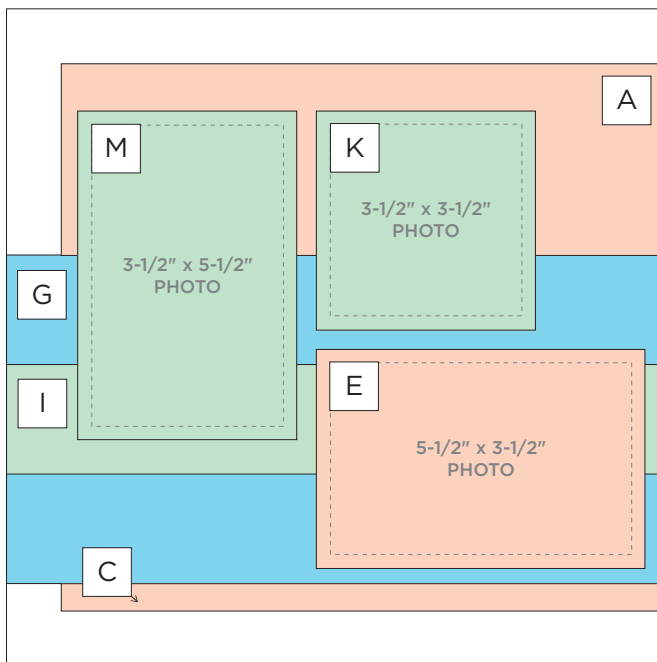 A
M
K
3-1/2" x 3-1/2"
PHOTO
3-1/2" x 5-1/2"
PHOTO
G
E
I
5-1/2" x 3-1/2"
PHOTO
C